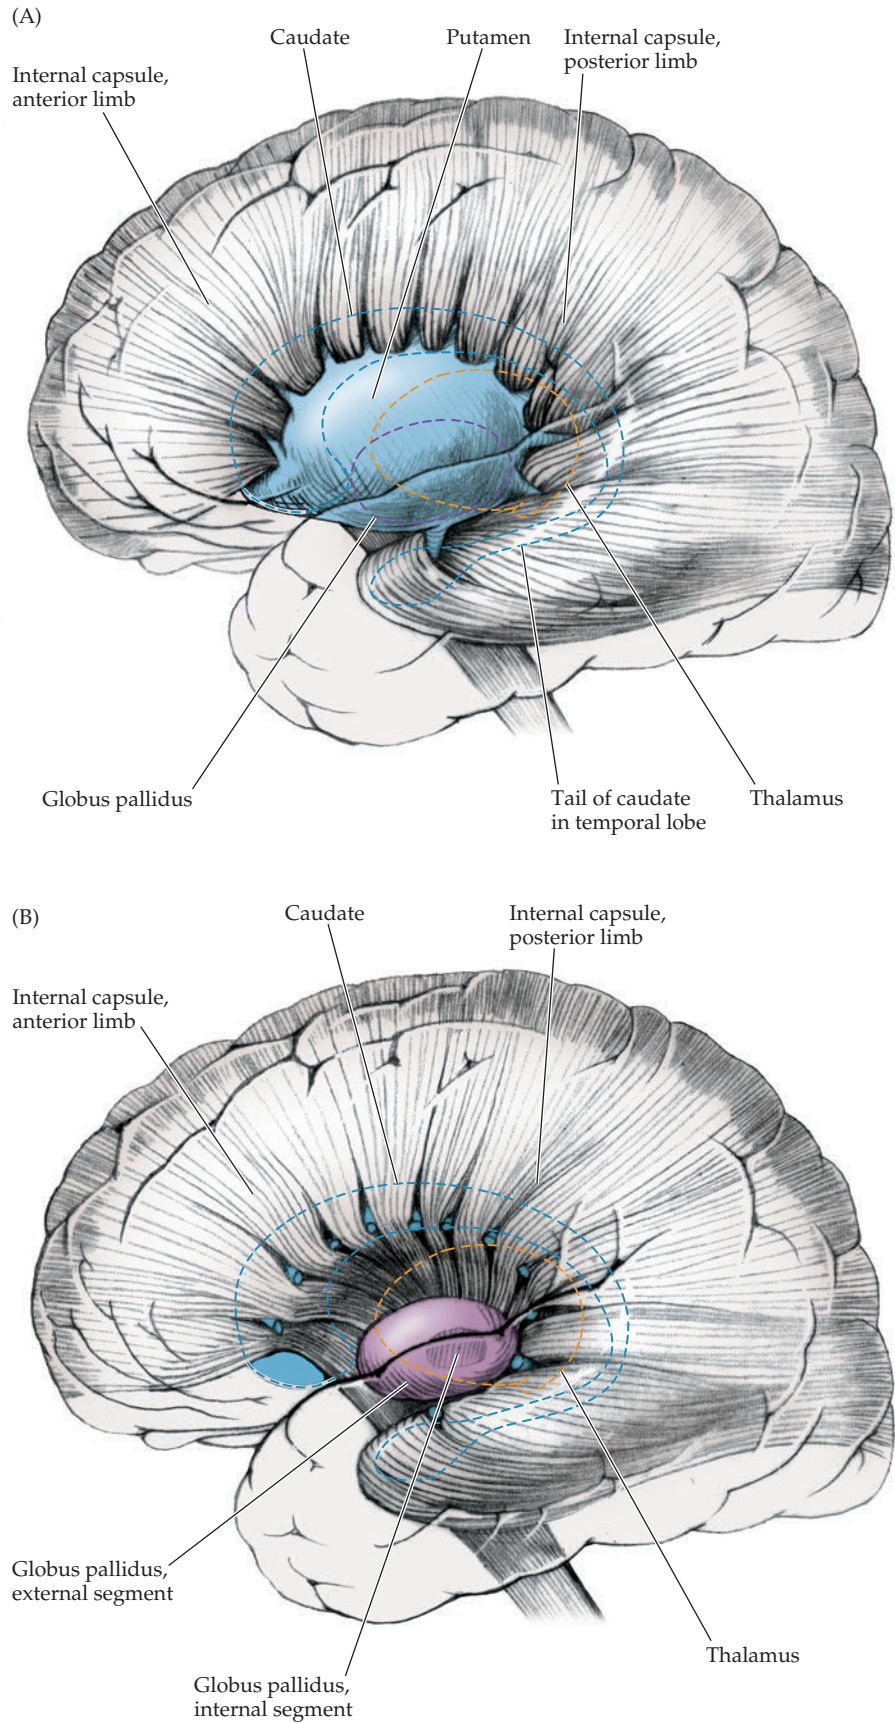 (A)
Caudate
Putamen
Internal capsule,
posterior limb
Internal capsule,
anterior limb
Globus pallidus
Tail of caudate
in temporal lobe
Thalamus
(B)
Caudate
Internal capsule,
posterior limb
Internal capsule,
anterior limb
Globus pallidus,
external segment
Globus pallidus,
internal segment
Thalamus